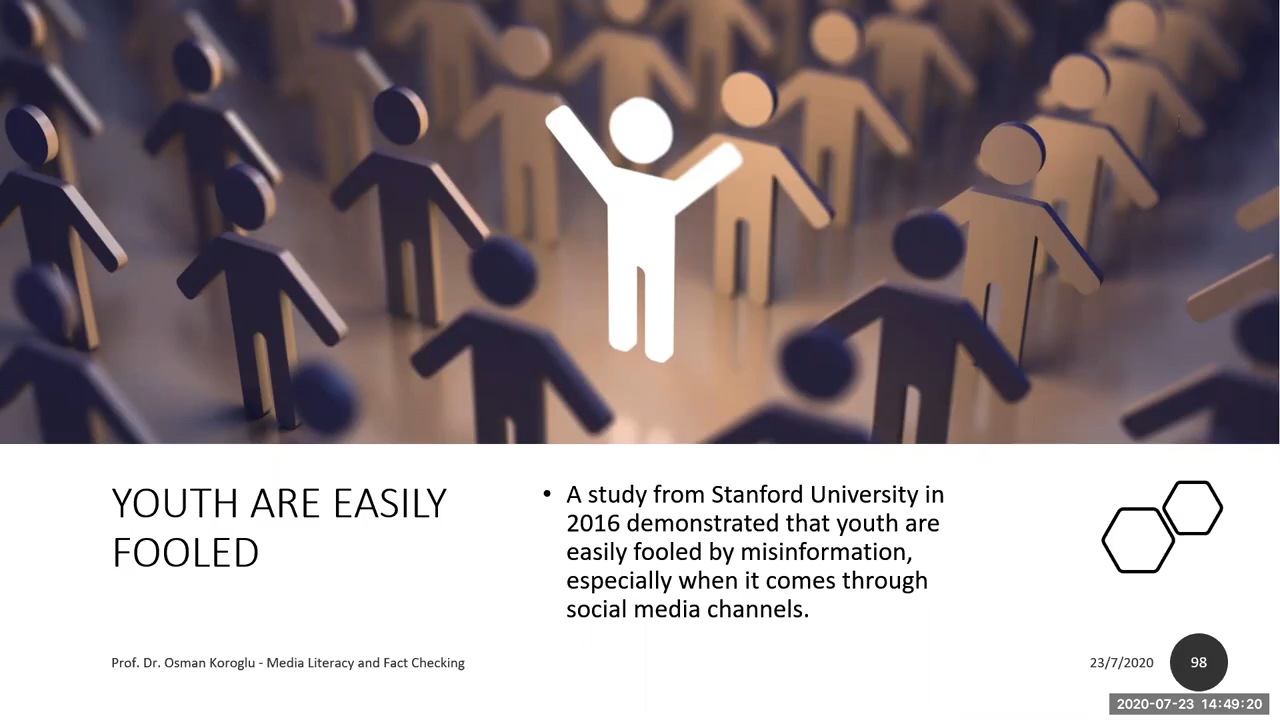 YOUTH ARE EASILY
FOOLED
• A study from Stanford University in
2016 demonstrated that youth are
easily fooled by misinformation,
especially when it comes through
social media channels.
Prof. Dr. Osman Koroglu - Media Literacy and Fact Checking
23/7/2020
98
2020-07-23 14:49:20